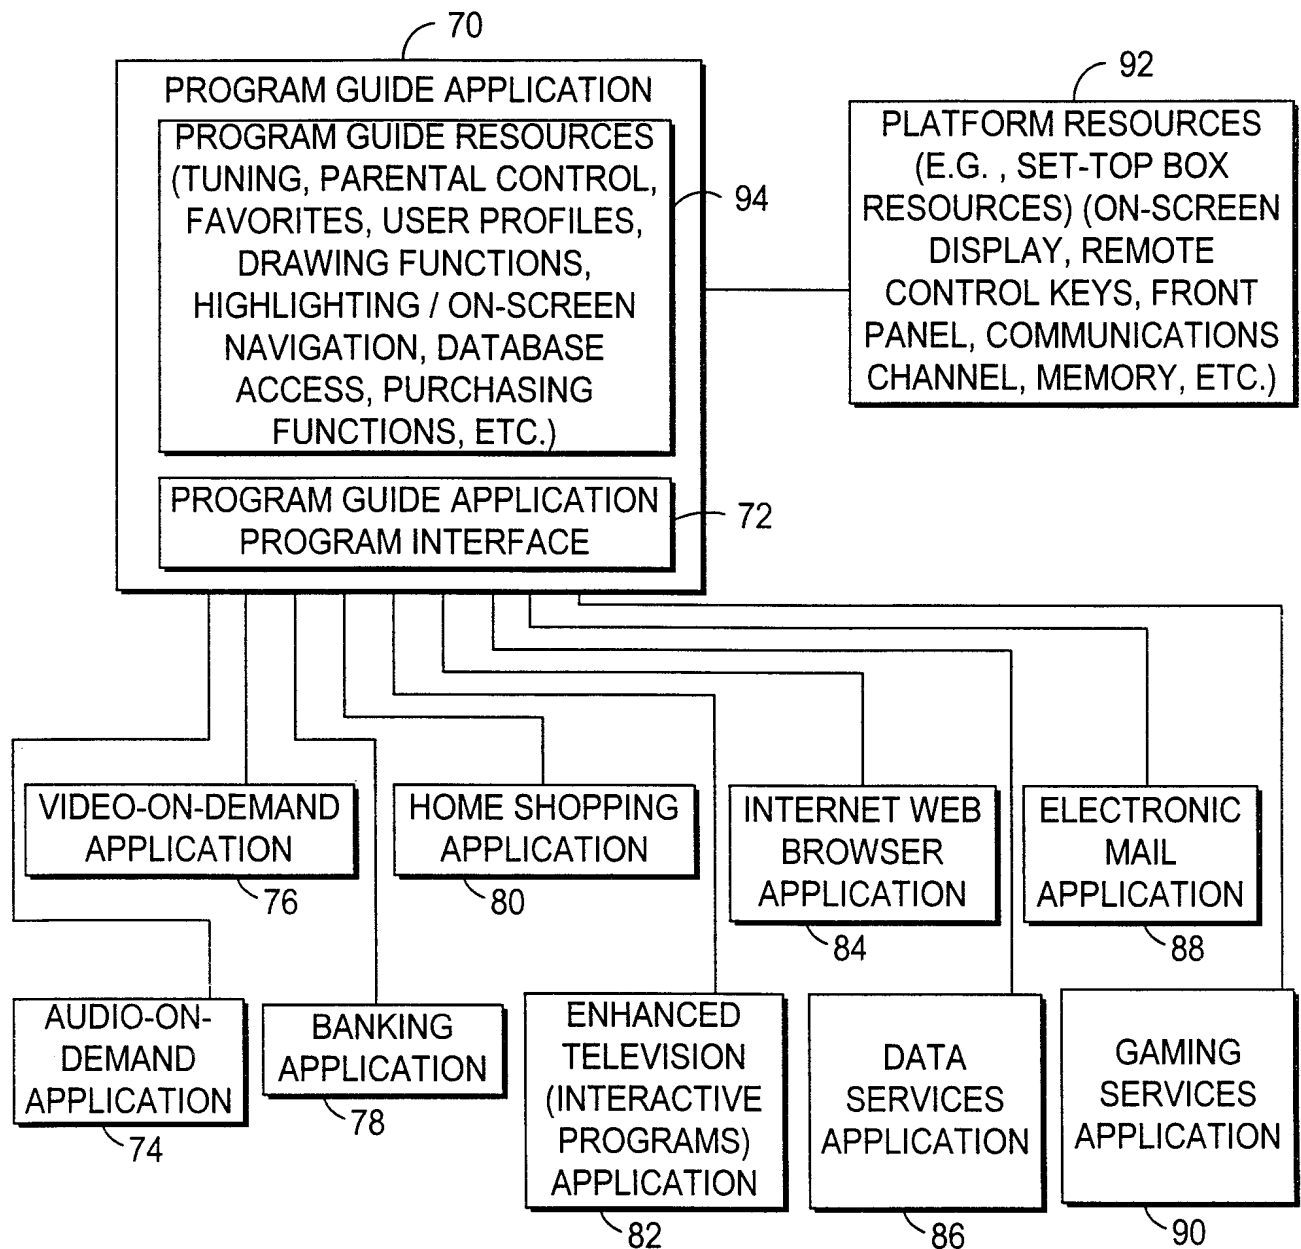 70
PROGRAM GUIDE APPLICATION
PROGRAM GUIDE RESOURCES
(TUNING, PARENTAL CONTROL,
FAVORITES, USER PROFILES,
DRAWING FUNCTIONS,
HIGHLIGHTING / ON-SCREEN
NAVIGATION, DATABASE
ACCESS, PURCHASING
FUNCTIONS, ETC.)
94
PROGRAM GUIDE APPLICATION
PROGRAM INTERFACE
72
92
PLATFORM RESOURCES
(E.G. , SET-TOP BOX
RESOURCES) (ON-SCREEN
DISPLAY, REMOTE
CONTROL KEYS, FRONT
PANEL, COMMUNICATIONS
CHANNEL, MEMORY, ETC.)
VIDEO-ON-DEMAND
APPLICATION
76
HOME SHOPPING
APPLICATION
80
INTERNET WEB
BROWSER
APPLICATION
84
ELECTRONIC
MAIL
APPLICATION
88
AUDIO-ON-
DEMAND
APPLICATION
74
BANKING
APPLICATION
78
ENHANCED
TELEVISION
(INTERACTIVE
PROGRAMS)
APPLICATION
82
DATA
SERVICES
APPLICATION
86
GAMING
SERVICES
APPLICATION
90